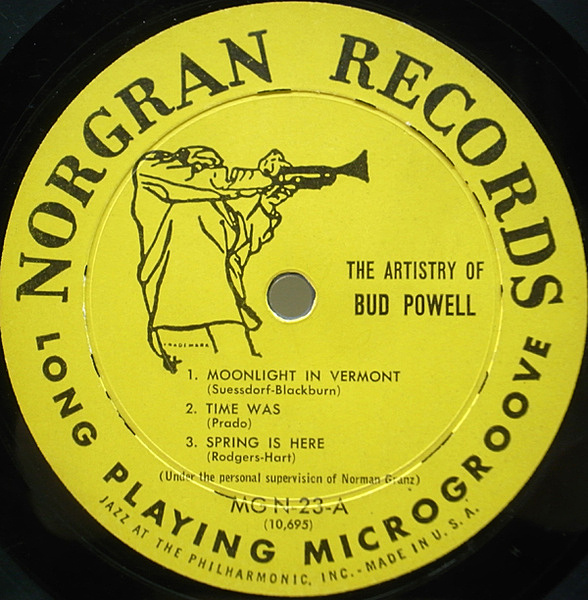 NORGRAN RECORDS
THE ARTISTRY OF
BUD POWELL
TRADEMARK
1. MOONLIGHT IN VERMONT
(Suessdorf-Blackburn)
2. TIME WAS
(Prado)
3. SPRING IS HERE
(Rodgers-Hart)
(Under the personal supervision of Norman Granz)
MG N-23-A
(10,695)
LONG PLAYING MICROGROOVE
JAZZ AT THE PHILHARMONIC, INC.-MADE IN U.S.A.